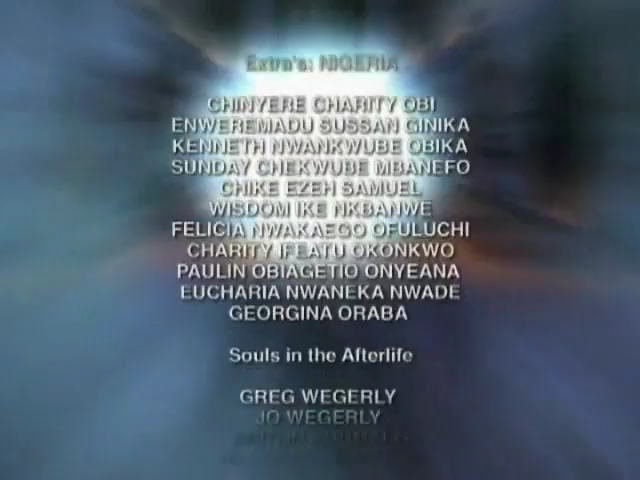 Extra's: NIGERIA
CHINYERE CHARITY OBI
ENWEREMADU SUSSAN GINIKA
KENNETH NWANKWUBE OBIKA
SUNDAY CHEKWUBE MBANEFO
CHIKE EZEH SAMUEL
WISDOM IKE NKBANWE
FELICIA NWAKAEGO OFULUCHI
CHARITY IFEATU OKONKWO
PAULIN OBIAGETIO ONYEANA
EUCHARIA NWANEKA NWADE
GEORGINA ORABA
Souls in the Afterlife
GREG WEGERLY
JO WEGERLY